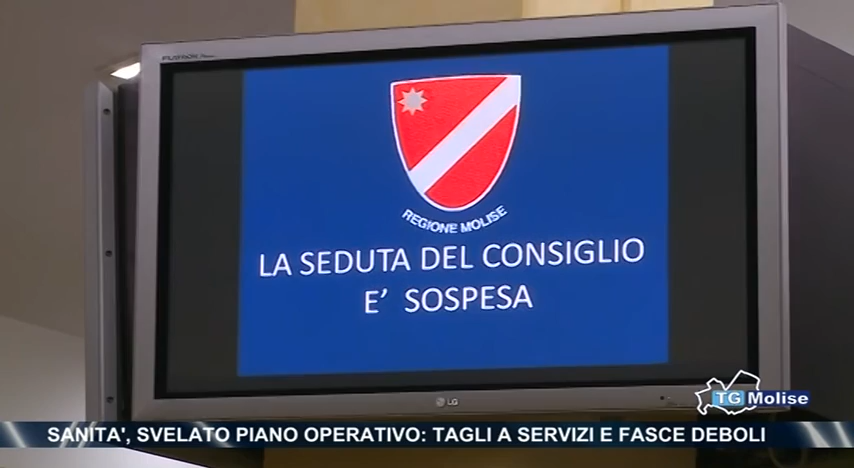 REGIONE MOLISE
LA SEDUTA DEL CONSIGLIO
E' SOSPESA
LG
TG Molise
SANITA', SVELATO PIANO OPERATIVO: TAGLI A SERVIZI E FASCE DEBOLI